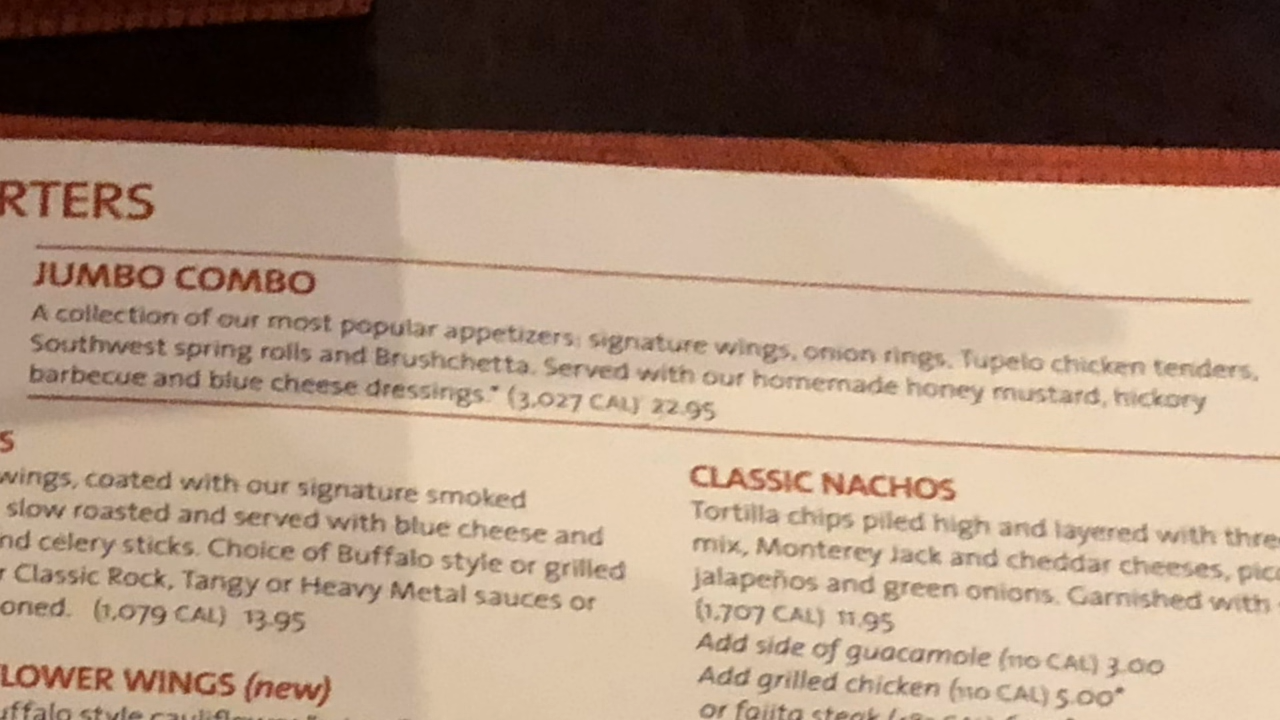 RTERS
JUMBO COMBO
A collection of our most popular appetizers: signature wings, onion rings, Tupelo chicken tenders,
Southwest spring rolls and Brushchetta. Served with our homemade honey mustard, hickory
barbecue and blue cheese dressings.* (3,027 CAL) 22.95
S
wings, coated with our signature smoked
slow roasted and served with blue cheese and
nd celery sticks. Choice of Buffalo style or grilled
r Classic Rock, Tangy or Heavy Metal sauces or
oned. (1,079 CAL) 13.95
LOWER WINGS (new)
uffalo style
CLASSIC NACHOS
Tortilla chips piled high and layered with three
mix, Monterey Jack and cheddar cheeses, pico
jalapeños and green onions. Garnished with
(1,707 CAL) 11.95
Add side of guacamole (110 CAL) 3.00
Add grilled chicken (110 CAL) 5.00*
or fajita steak